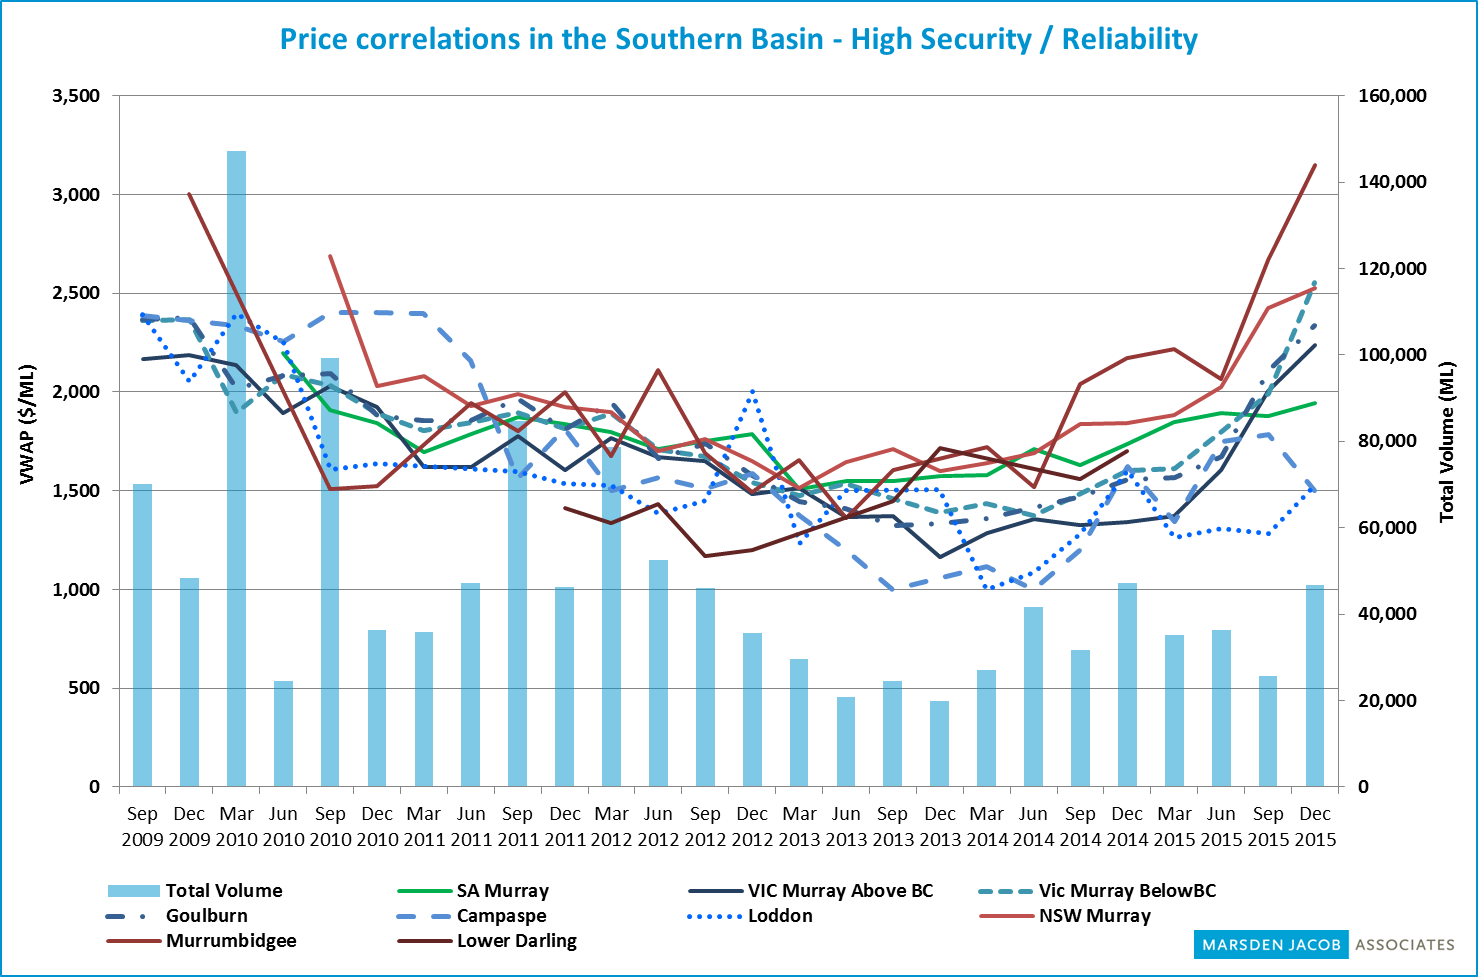 Price correlations in the Southern Basin - High Security / Reliability
VWAP ($/ML)
3,500
3,000
2,500
2,000
1,500
1,000
500
0
160,000
140,000
120,000
100,000
80,000
60,000
40,000
20,000
0
Total Volume (ML)
Sep Dec Mar Jun Sep Dec Mar Jun Sep Dec Mar Jun Sep Dec Mar Jun Sep Dec Mar Jun Sep Dec Mar Jun Sep Dec
2009 2009 2010 2010 2010 2010 2011 2011 2011 2011 2012 2012 2012 2012 2013 2013 2013 2013 2014 2014 2014 2014 2015 2015 2015 2015
Total Volume SA Murray VIC Murray Above BC Vic Murray BelowBC
Goulburn Campaspe Loddon NSW Murray
Murrumbidgee Lower Darling
MARSDEN JACOB ASSOCIATES